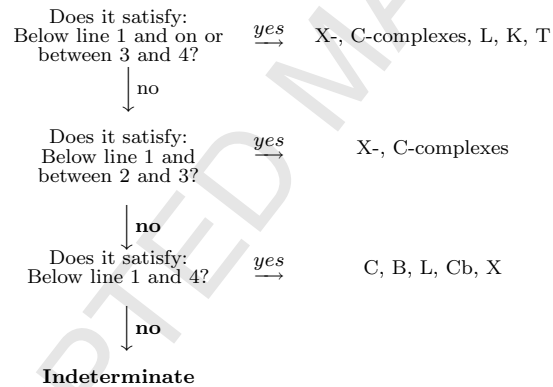 Does it satisfy:
Below line 1 and on or
between 3 and 4?
yes
X-, C-complexes, L, K, T
no
Does it satisfy:
Below line 1 and
between 2 and 3?
yes
X-, C-complexes
no
Does it satisfy:
Below line 1 and 4?
yes
C, B, L, Cb, X
no
Indeterminate
PTED MA